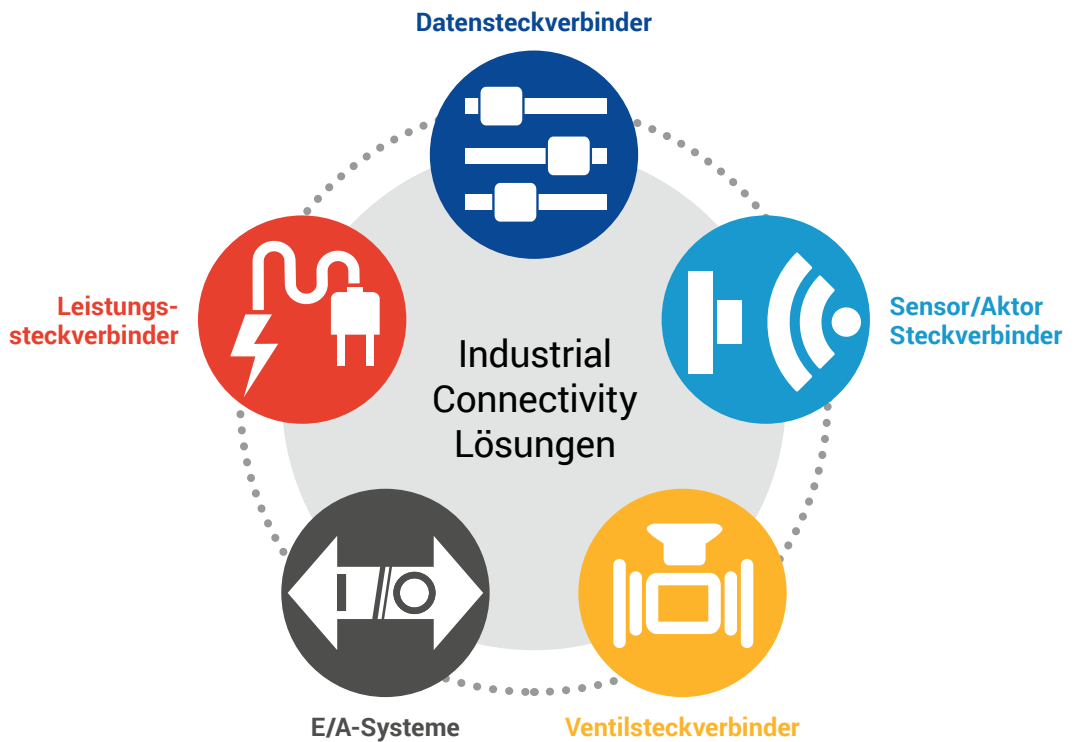 Datensteckverbinder
Leistungs-
steckverbinder
Sensor/Aktor
Steckverbinder
Industrial
Connectivity
Lösungen
I/O
E/A-Systeme
Ventilsteckverbinder